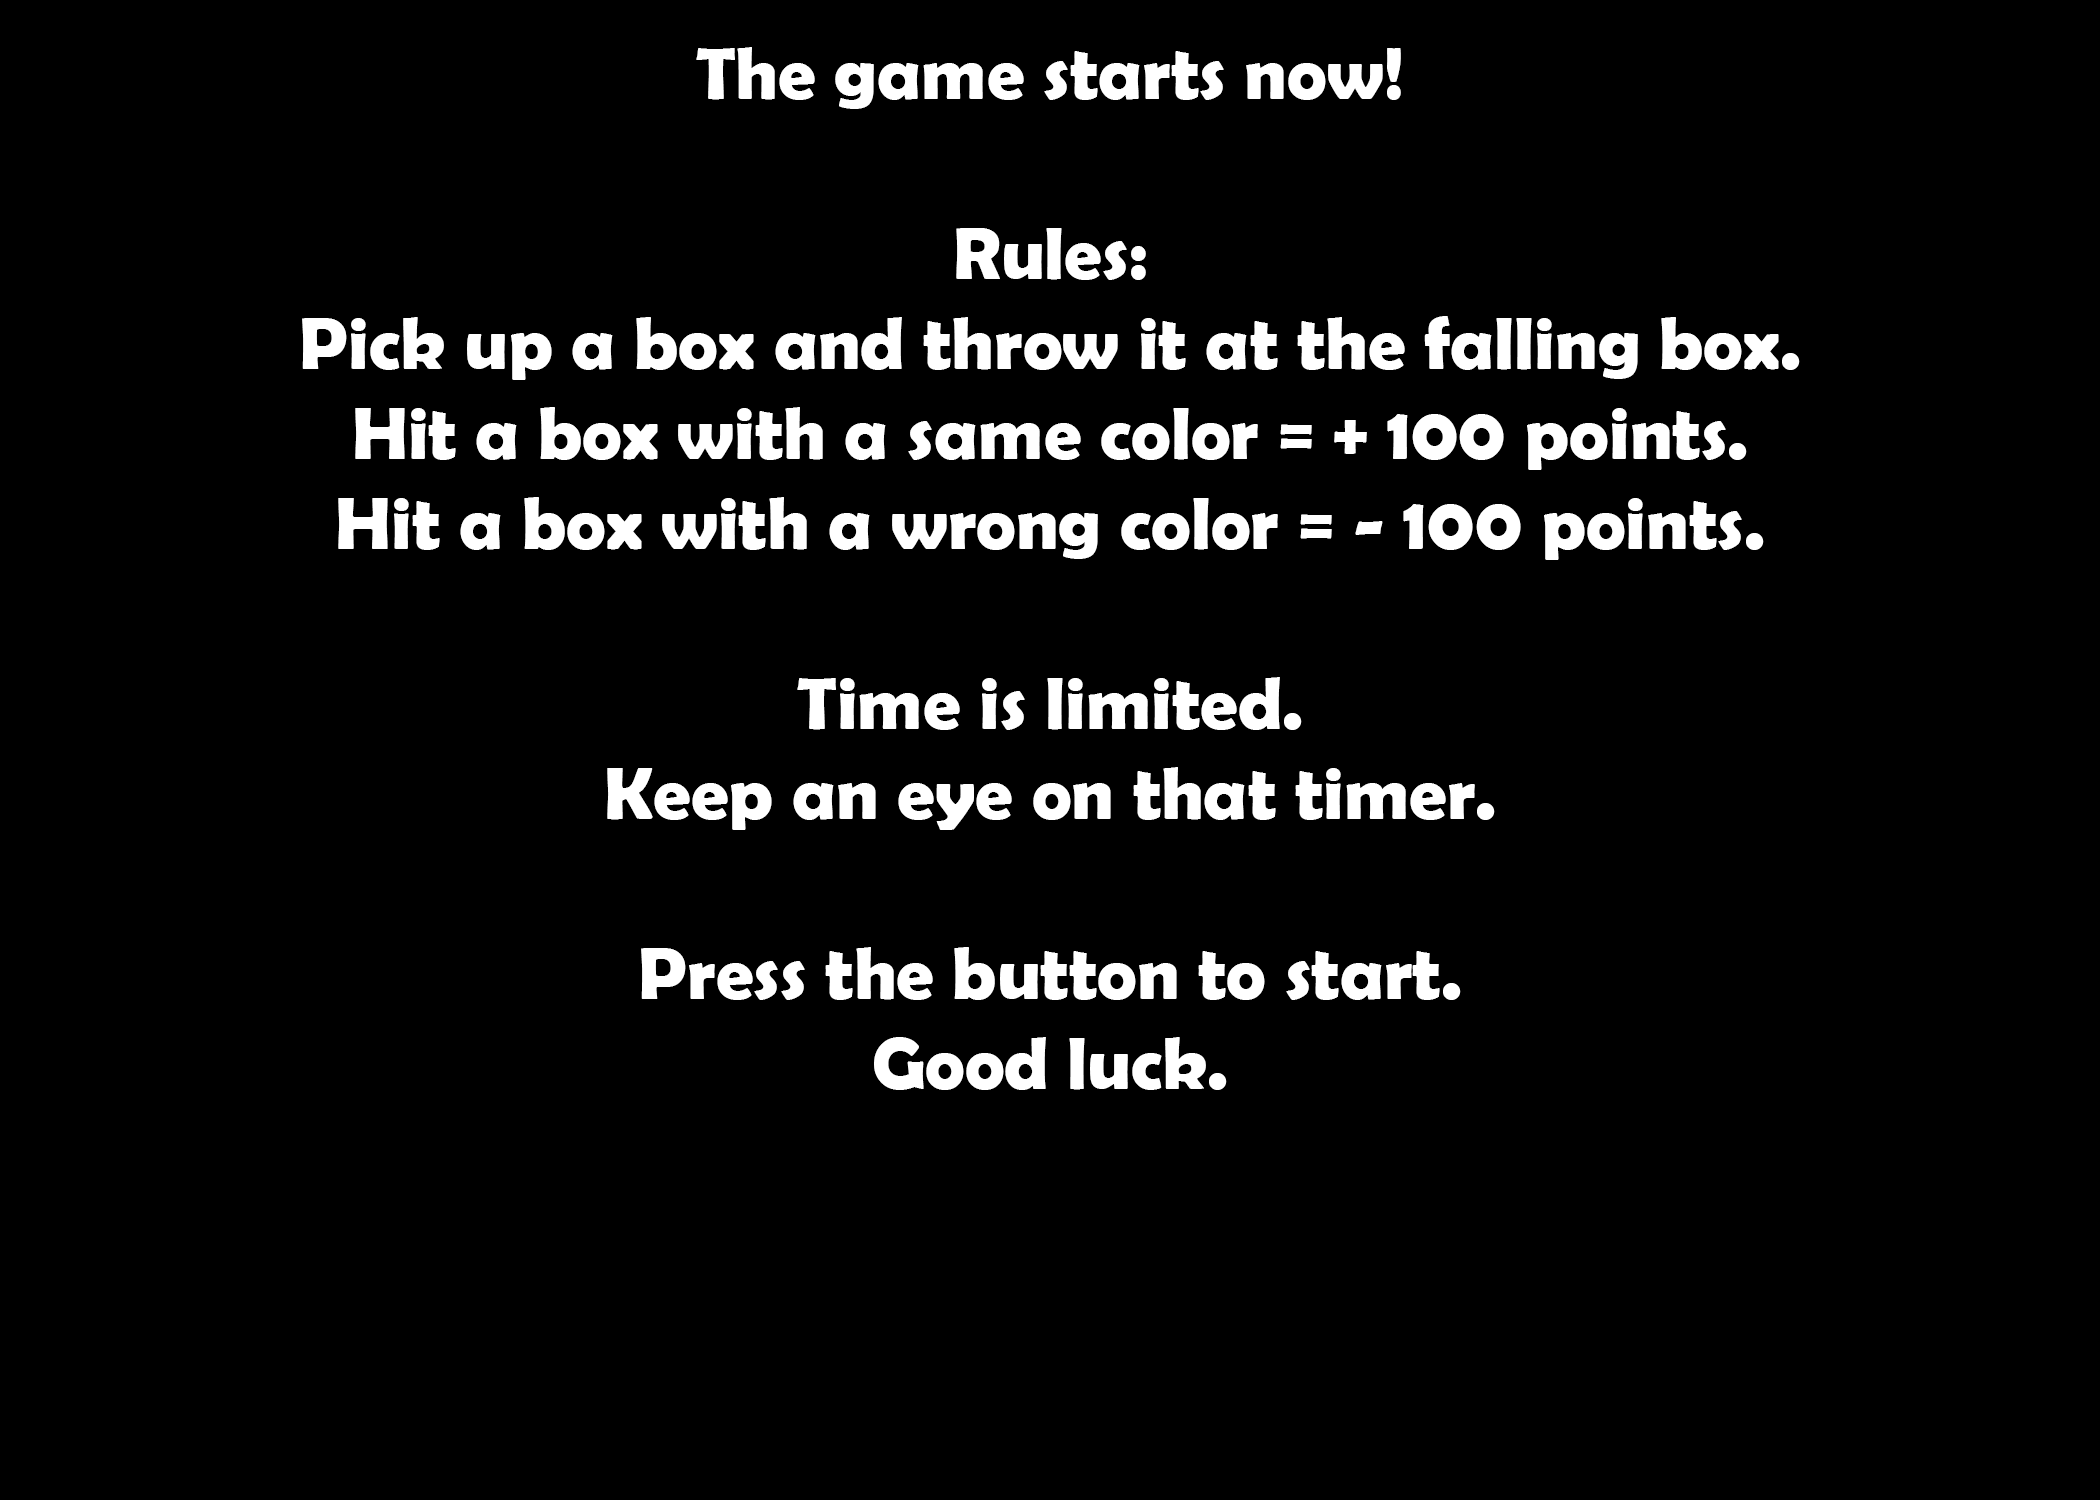 The game starts now!
Rules:
Pick up a box and throw it at the falling box.
Hit a box with a same color = + 100 points.
Hit a box with a wrong color = - 100 points.
Time is limited.
Keep an eye on that timer.
Press the button to start.
Good luck.